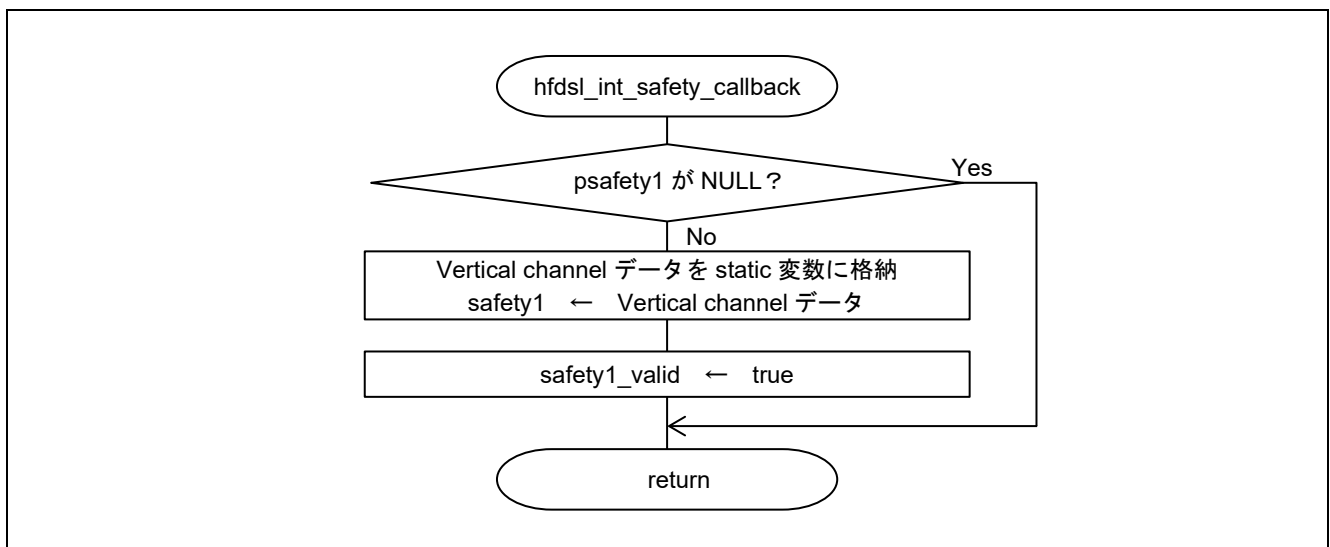 hfdsl_int_safety_callback
psafety1 が NULL？
Yes
No
Vertical channel データを static 変数に格納
safety1 ← Vertical channel データ
safety1_valid ← true
return